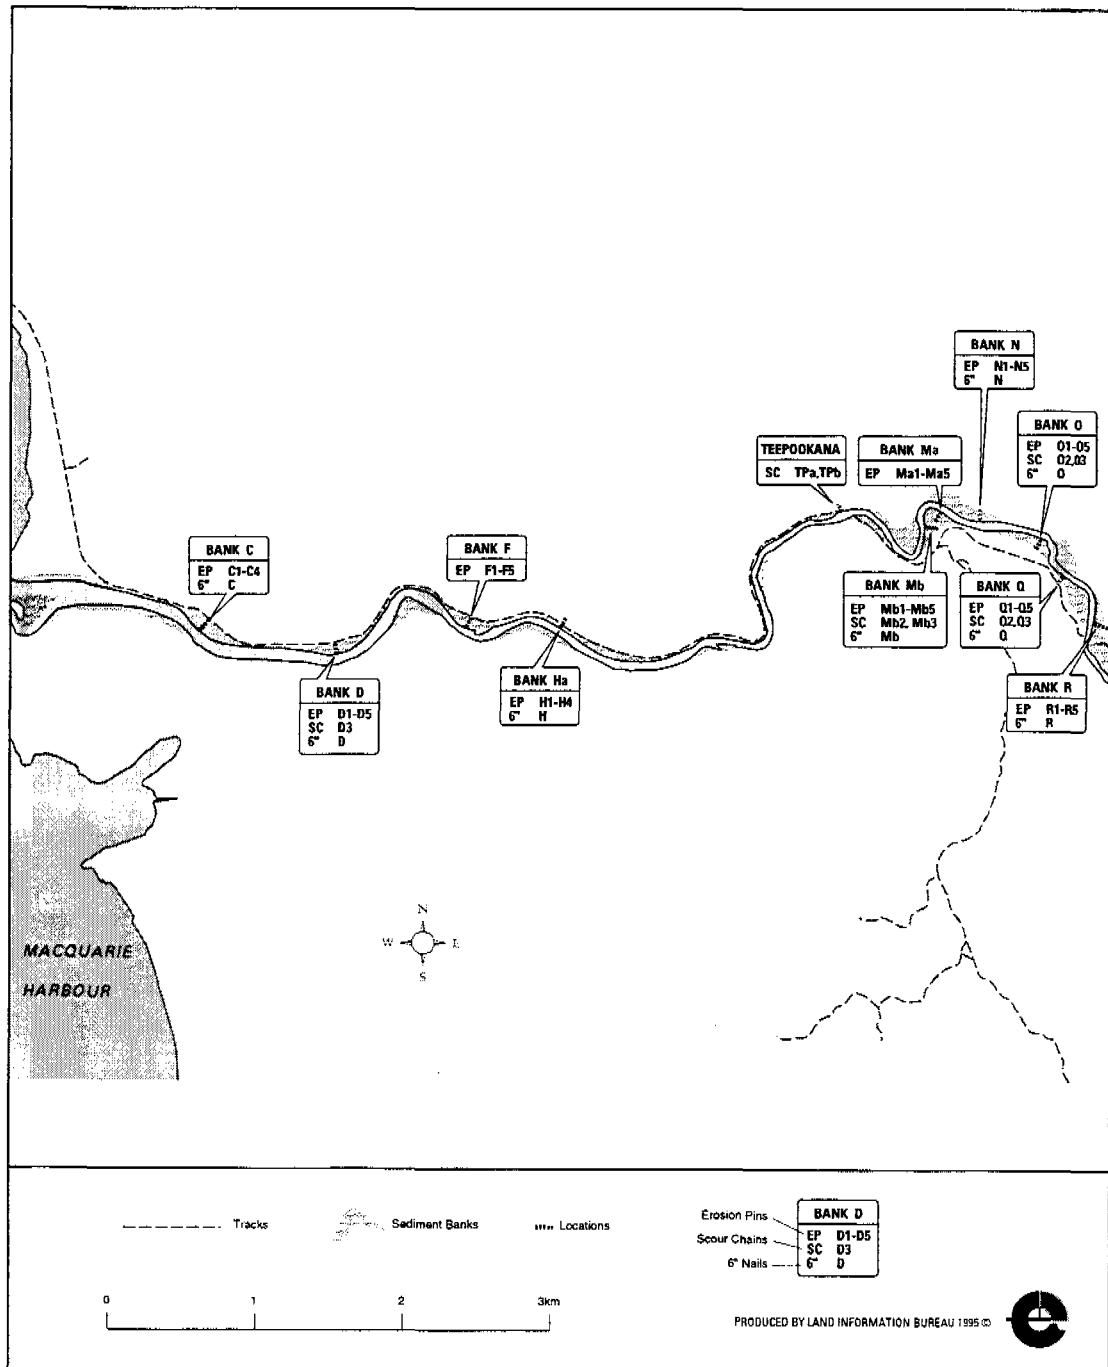 BANK N
EP N1-N5
6" N
BANK O
EP O1-O5
SC O2,O3
6" O
TEEPOOKANA
SC TPa,TPb
BANK Ma
EP Ma1-Ma5
BANK C
EP C1-C4
6" C
BANK F
EP F1-F5
BANK Mb
EP Mb1-Mb5
SC Mb2, Mb3
6" Mb
BANK Q
EP Q1-Q5
SC Q2,Q3
6" Q
BANK D
EP D1-D5
SC D3
6" D
BANK Ha
EP H1-H4
6" H
BANK R
EP R1-R5
6" R
N
W E
S
MACQUARIE
HARBOUR
Tracks
Sediment Banks
Locations
Erosion Pins
Scour Chains
6" Nails
BANK D
EP D1-D5
SC D3
6" D
0 1 2 3km
PRODUCED BY LAND INFORMATION BUREAU 1995 ©